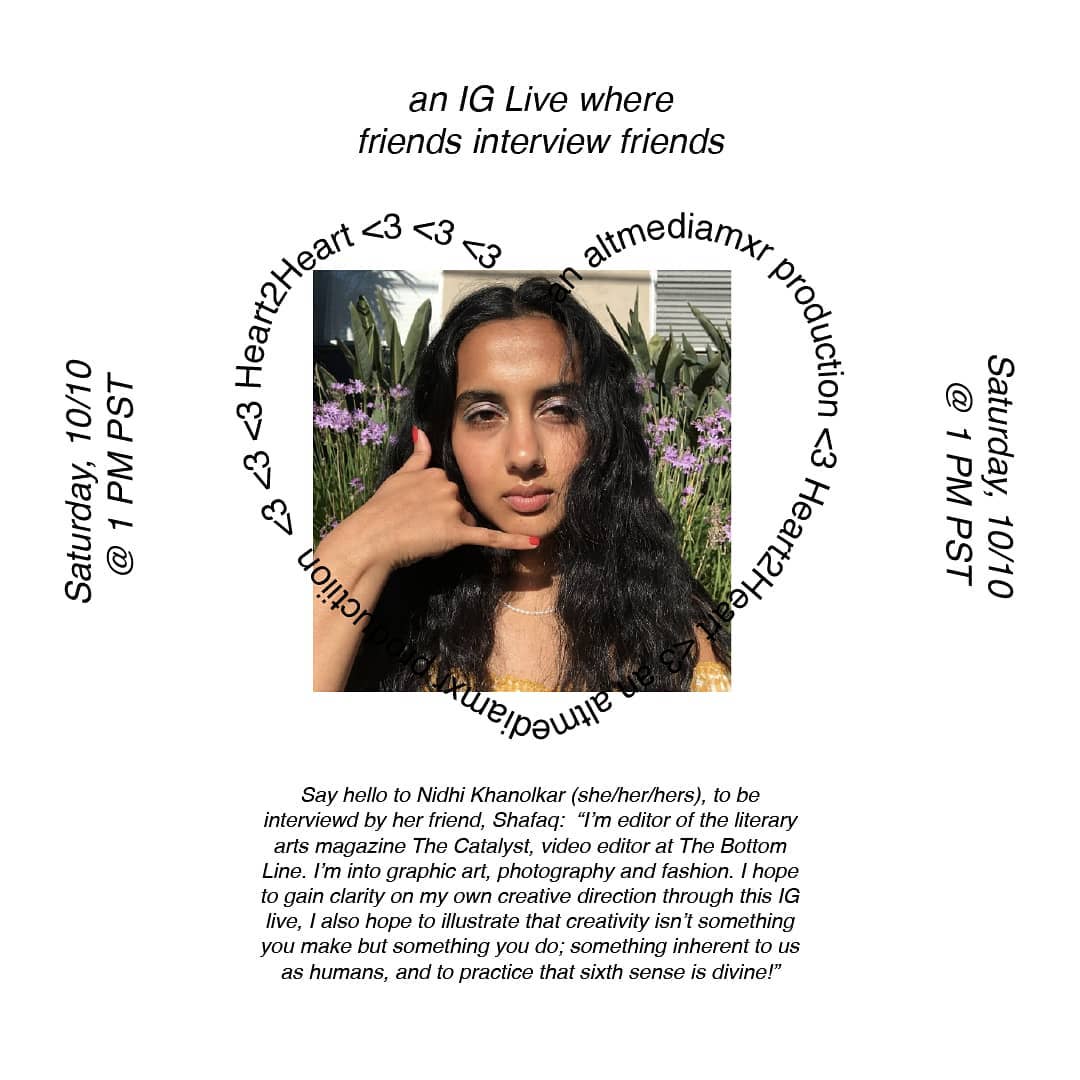 an IG Live where
friends interview friends
<3 <3 <3 Heart2Heart <3 <3 <3
an altmediamxr production <3 Heart2Heart <3 an altmediamxr productiion
Saturday, 10/10
@ 1 PM PST
Saturday, 10/10
@ 1 PM PST
Say hello to Nidhi Khanolkar (she/her/hers), to be
interviewd by her friend, Shafaq:  “I’m editor of the literary
arts magazine The Catalyst, video editor at The Bottom
Line. I’m into graphic art, photography and fashion. I hope
to gain clarity on my own creative direction through this IG
live, I also hope to illustrate that creativity isn’t something
you make but something you do; something inherent to us
as humans, and to practice that sixth sense is divine!”